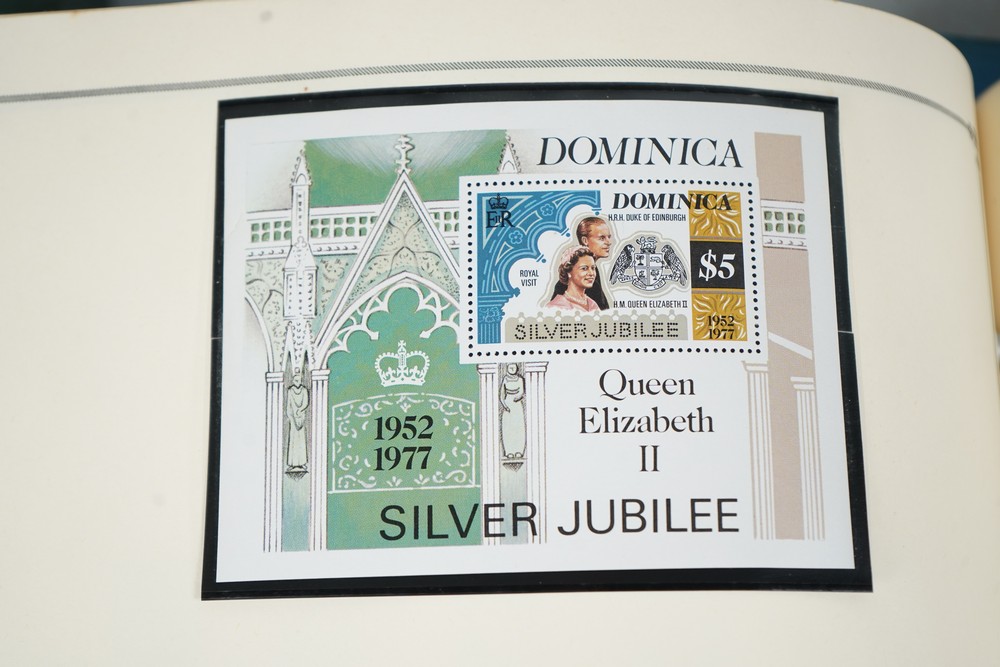 DOMINICA
DOMINICA
EIIR
H.R.H. DUKE OF EDINBURGH
ROYAL
VISIT
$5
H.M. QUEEN ELIZABETH II
SILVER JUBILEE
1952
1977
Queen
Elizabeth
II
1952
1977
SILVER JUBILEE